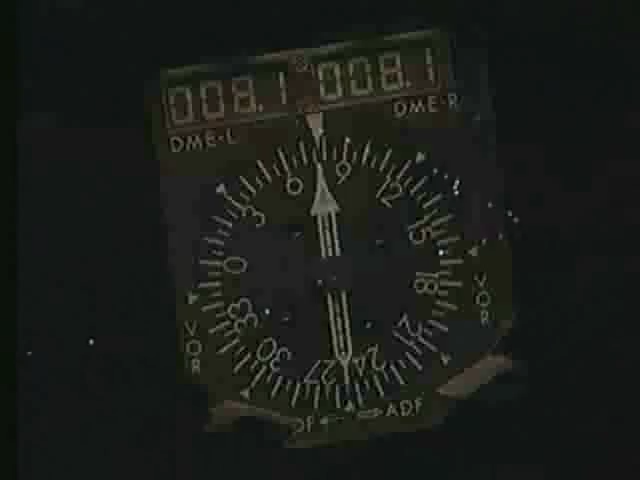 008.1 008.1
DME-L DME-R
6 9 12
3 15
0 18
33 21
30 27 24
VOR VOR
ADF